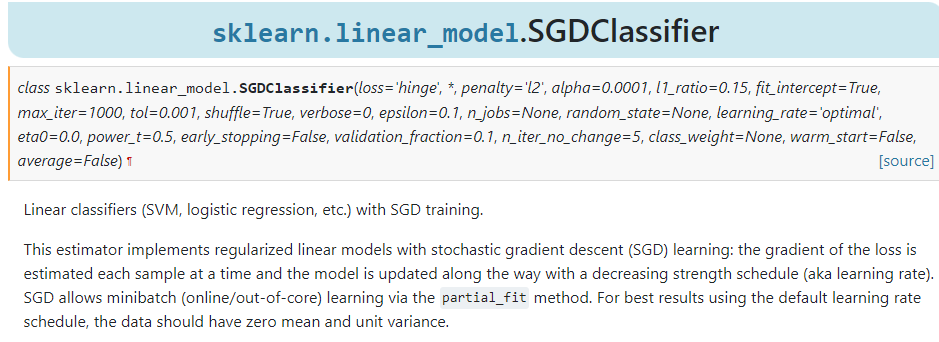 sklearn.linear_model.SGDClassifier
class sklearn.linear_model.SGDClassifier(loss='hinge', *, penalty='l2', alpha=0.0001, l1_ratio=0.15, fit_intercept=True,
max_iter=1000, tol=0.001, shuffle=True, verbose=0, epsilon=0.1, n_jobs=None, random_state=None, learning_rate='optimal',
eta0=0.0, power_t=0.5, early_stopping=False, validation_fraction=0.1, n_iter_no_change=5, class_weight=None, warm_start=False,
average=False) ¶ [source]
Linear classifiers (SVM, logistic regression, etc.) with SGD training.
This estimator implements regularized linear models with stochastic gradient descent (SGD) learning: the gradient of the loss is
estimated each sample at a time and the model is updated along the way with a decreasing strength schedule (aka learning rate).
SGD allows minibatch (online/out-of-core) learning via the partial_fit method. For best results using the default learning rate
schedule, the data should have zero mean and unit variance.